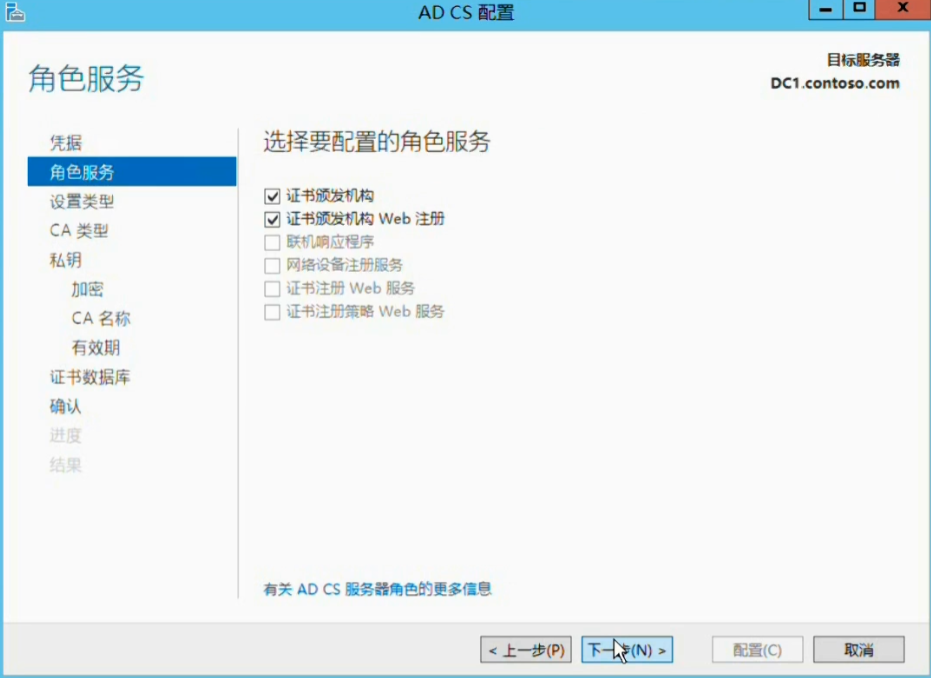 AD CS 配置
角色服务
目标服务器
DC1.contoso.com
凭据
角色服务
设置类型
CA 类型
私钥
加密
CA 名称
有效期
证书数据库
确认
进度
结果
选择要配置的角色服务
证书颁发机构
证书颁发机构 Web 注册
联机响应程序
网络设备注册服务
证书注册 Web 服务
证书注册策略 Web 服务
有关 AD CS 服务器角色的更多信息
< 上一步(P)
下一步(N) >
配置(C)
取消